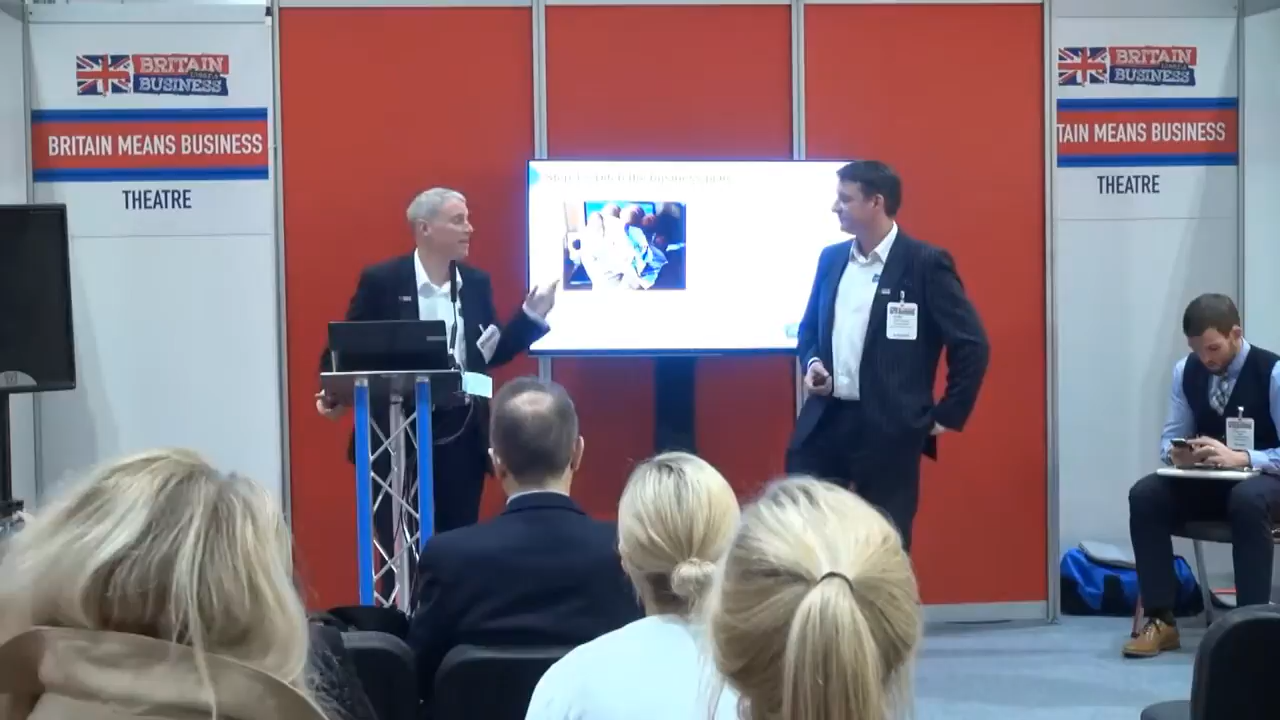 BRITAIN
BUSINESS
BRITAIN MEANS BUSINESS
THEATRE
BRITAIN
BUSINESS
TAIN MEANS BUSINESS
THEATRE